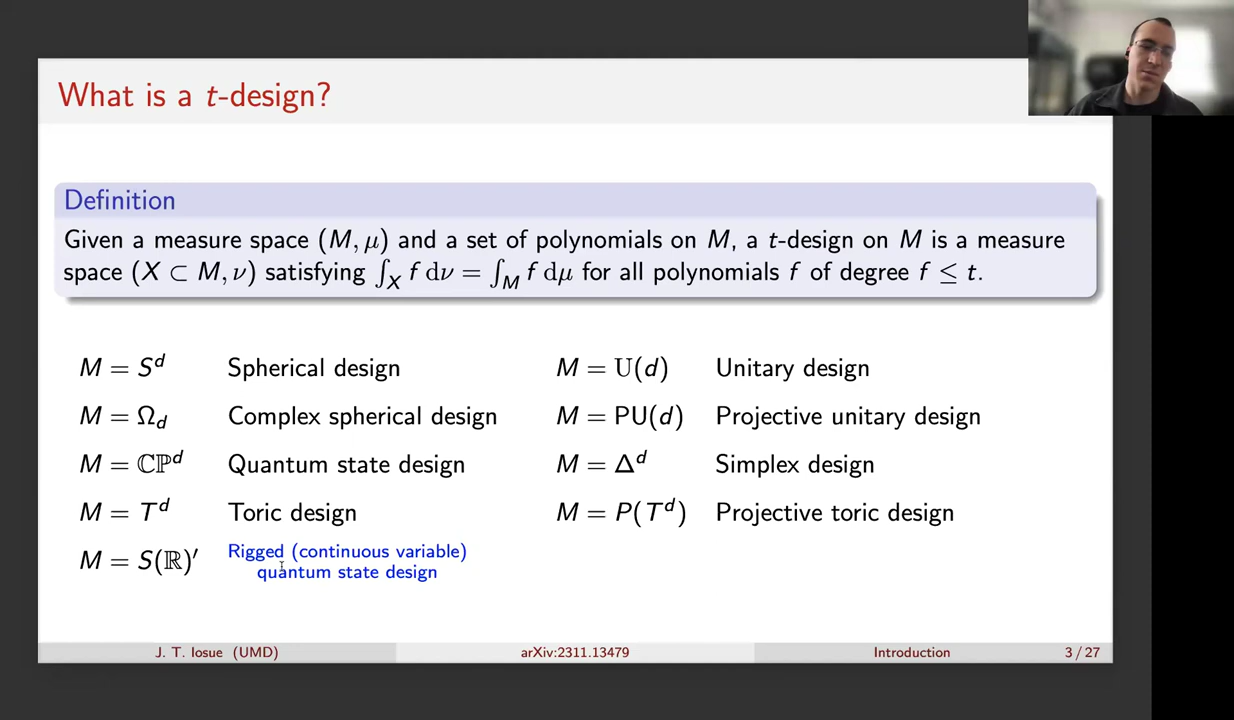 What is a t-design?
Definition
Given a measure space (M, μ) and a set of polynomials on M, a t-design on M is a measure
space (X ⊂ M, ν) satisfying ∫_X f dν = ∫_M f dμ for all polynomials f of degree f ≤ t.
M = S^d Spherical design
M = Ω_d Complex spherical design
M = ℂℙ^d Quantum state design
M = T^d Toric design
M = S(ℝ)′ Rigged (continuous variable)
quantum state design
M = U(d) Unitary design
M = PU(d) Projective unitary design
M = Δ^d Simplex design
M = P(T^d) Projective toric design
J. T. Iosue (UMD) arXiv:2311.13479 Introduction 3 / 27